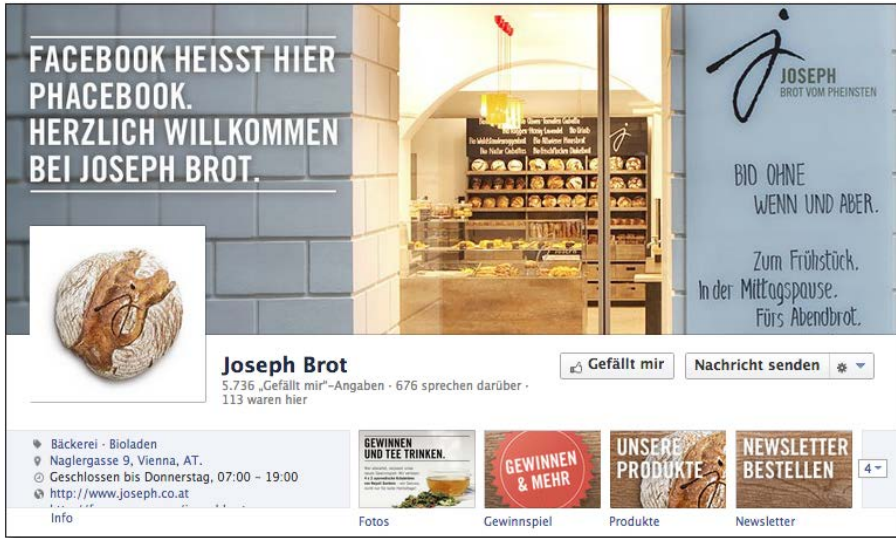 FACEBOOK HEISST HIER
PHACEBOOK.
HERZLICH WILLKOMMEN
BEI JOSEPH BROT.
JOSEPH
BROT VOM PHEINSTEN
BIO OHNE
WENN UND ABER.
Zum Frühstück.
In der Mittagspause.
Fürs Abendbrot.
Joseph Brot
5.736 „Gefällt mir“-Angaben · 676 sprechen darüber ·
113 waren hier
Gefällt mir
Nachricht senden
Bäckerei · Bioladen
Naglergasse 9, Vienna, AT.
Geschlossen bis Donnerstag, 07:00 – 19:00
http://www.joseph.co.at
Info
GEWINNEN
UND TEE TRINKEN.
Fotos
GEWINNEN
& MEHR
Gewinnspiel
UNSERE
PRODUKTE
Produkte
NEWSLETTER
BESTELLEN
Newsletter
4